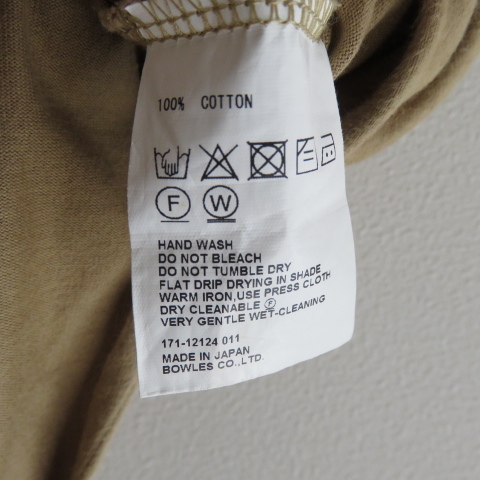 100% COTTON
F W
HAND WASH
DO NOT BLEACH
DO NOT TUMBLE DRY
FLAT DRIP DRYING IN SHADE
WARM IRON,USE PRESS CLOTH
DRY CLEANABLE Ⓕ
VERY GENTLE WET-CLEANING
171-12124 011
MADE IN JAPAN
BOWLES CO.,LTD.